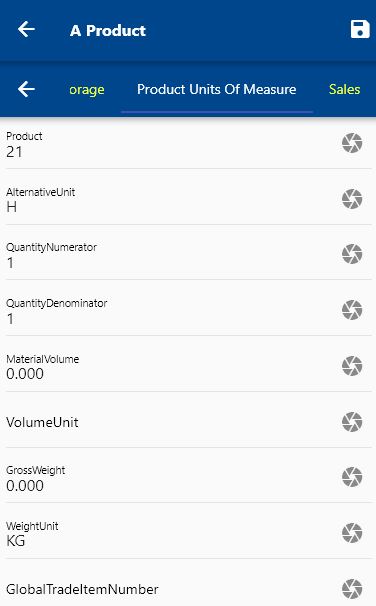 A Product
orage Product Units Of Measure Sales
Product
21
AlternativeUnit
H
QuantityNumerator
1
QuantityDenominator
1
MaterialVolume
0.000
VolumeUnit
GrossWeight
0.000
WeightUnit
KG
GlobalTradeItemNumber